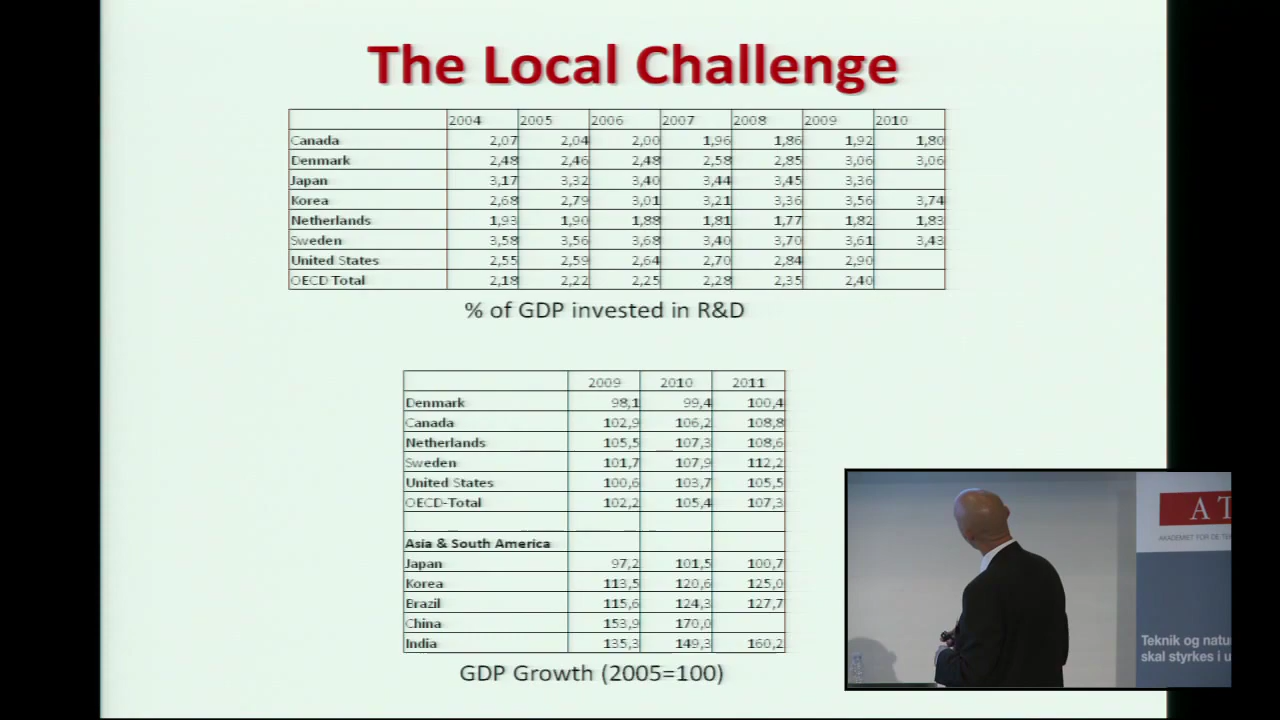 The Local Challenge
2004 2005 2006 2007 2008 2009 2010
Canada 2,07 2,04 2,00 1,96 1,86 1,92 1,80
Denmark 2,48 2,46 2,48 2,58 2,85 3,06 3,06
Japan 3,17 3,32 3,40 3,44 3,45 3,36
Korea 2,68 2,79 3,01 3,21 3,36 3,56 3,74
Netherlands 1,93 1,90 1,88 1,81 1,77 1,82 1,83
Sweden 3,58 3,56 3,68 3,40 3,70 3,61 3,43
United States 2,55 2,59 2,64 2,70 2,84 2,90
OECD Total 2,18 2,22 2,25 2,28 2,35 2,40
% of GDP invested in R&D
2009 2010 2011
Denmark 98,1 99,4 100,4
Canada 102,9 106,2 108,8
Netherlands 105,5 107,3 108,6
Sweden 101,7 107,9 112,2
United States 100,6 103,7 105,5
OECD-Total 102,2 105,4 107,3
Asia & South America
Japan 97,2 101,5 100,7
Korea 113,5 120,6 125,0
Brazil 115,6 124,3 127,7
China 153,9 170,0
India 135,3 149,3 160,2
GDP Growth (2005=100)
AT
AKADEMIET FOR DE TE
Teknik og natu
skal styrkes i u